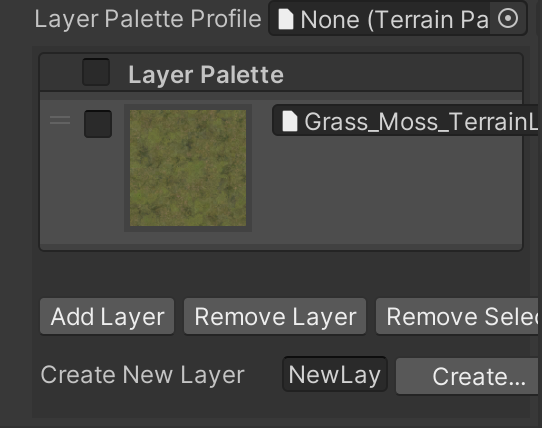 Layer Palette Profile None (Terrain Pa
Layer Palette
Grass_Moss_TerrainL
Add Layer Remove Layer Remove Selec
Create New Layer NewLay Create...